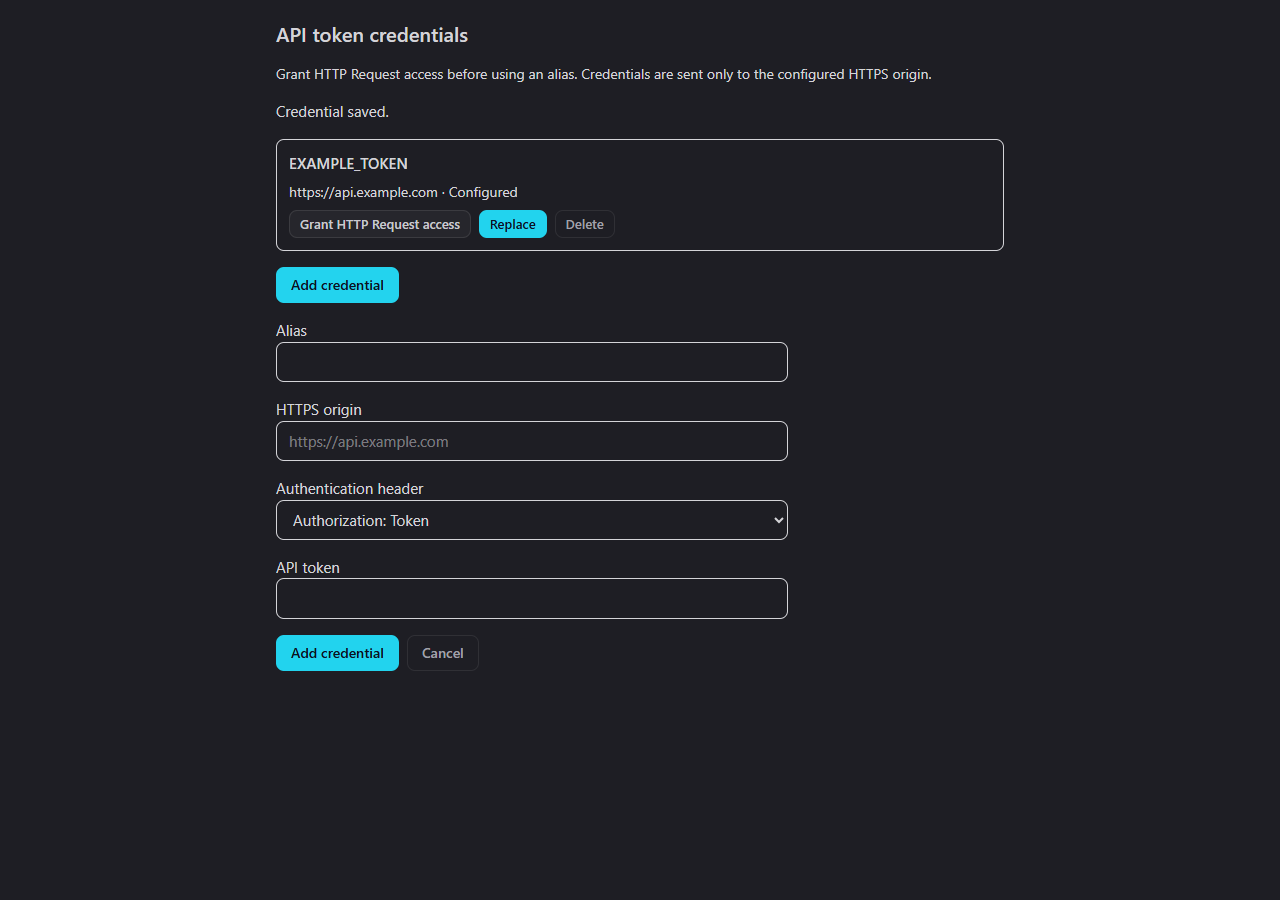 API token credentials
Grant HTTP Request access before using an alias. Credentials are sent only to the configured HTTPS origin.
Credential saved.
EXAMPLE_TOKEN
https://api.example.com · Configured
Grant HTTP Request access Replace Delete
Add credential
Alias
HTTPS origin
https://api.example.com
Authentication header
Authorization: Token
API token
Add credential Cancel